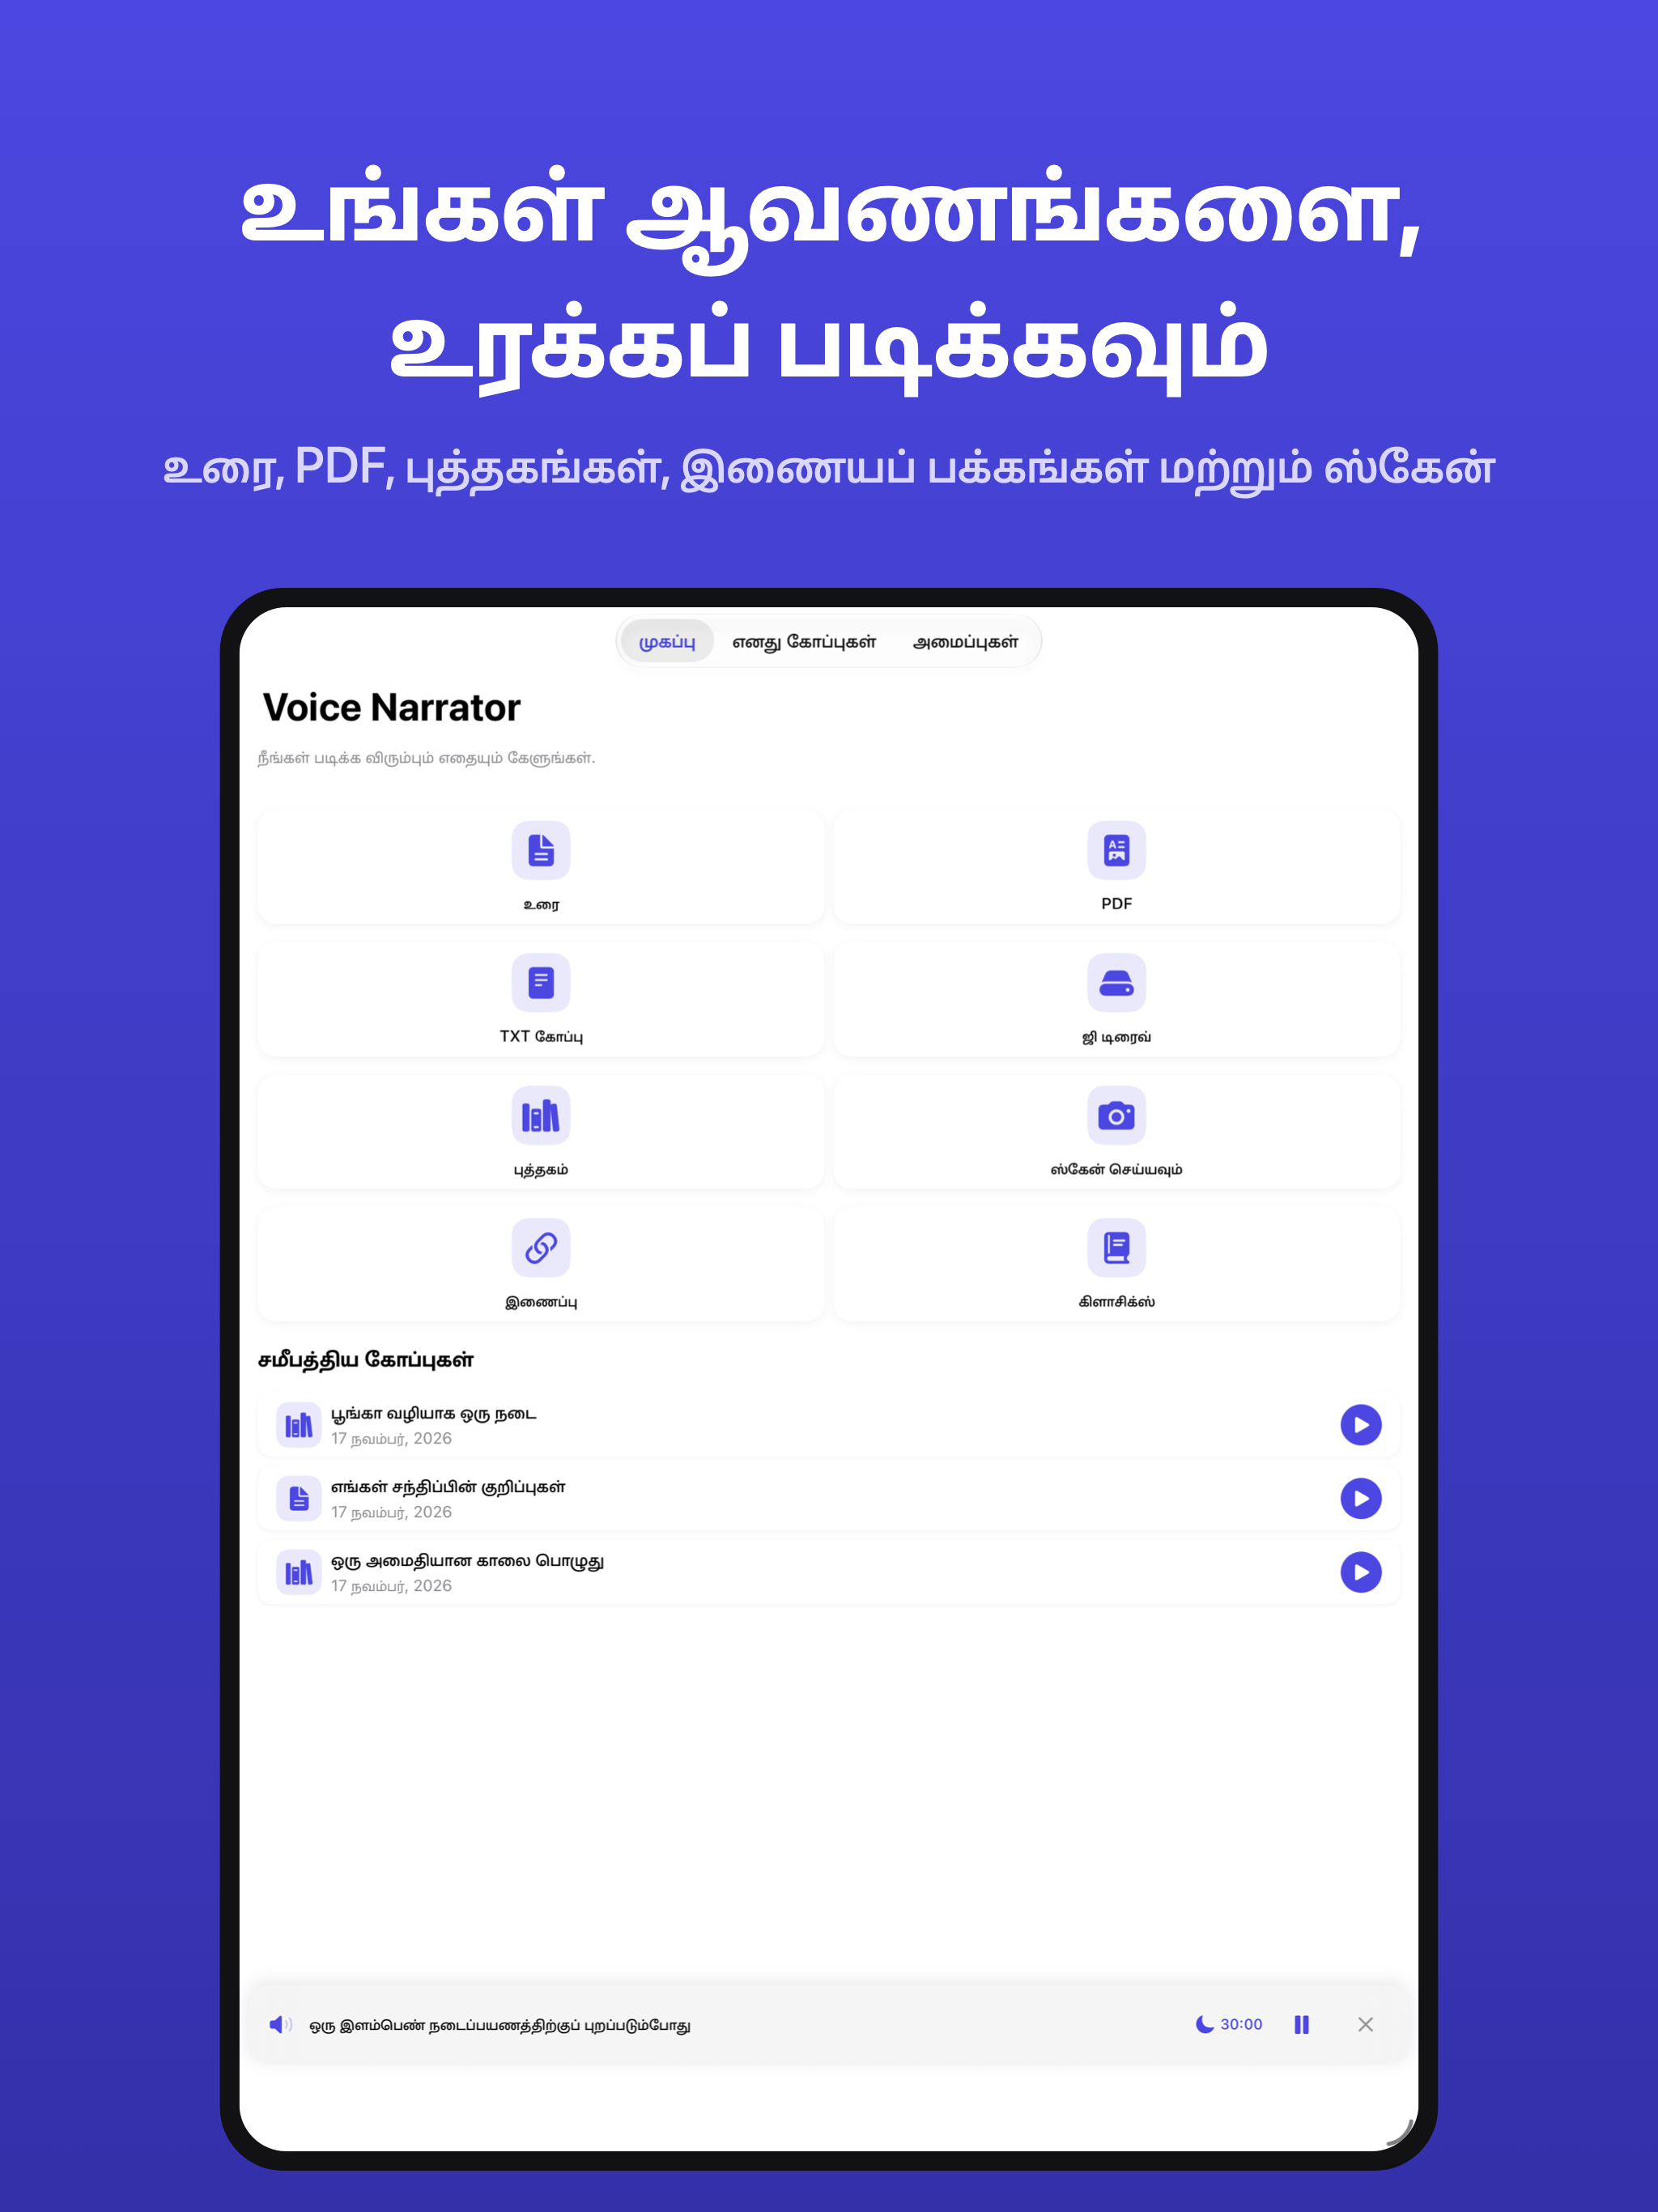 உங்கள் ஆவணங்களை,
உரக்கப் படிக்கவும்
உரை, PDF, புத்தகங்கள், இணையப் பக்கங்கள் மற்றும் ஸ்கேன்
முகப்பு எனது கோப்புகள் அமைப்புகள்
Voice Narrator
நீங்கள் படிக்க விரும்பும் எதையும் கேளுங்கள்.
உரை PDF
TXT கோப்பு ஜி டிரைவ்
புத்தகம் ஸ்கேன் செய்யவும்
இணைப்பு கிளாசிக்ஸ்
சமீபத்திய கோப்புகள்
பூங்கா வழியாக ஒரு நடை
17 நவம்பர், 2026
எங்கள் சந்திப்பின் குறிப்புகள்
17 நவம்பர், 2026
ஒரு அமைதியான காலை பொழுது
17 நவம்பர், 2026
ஒரு இளம்பெண் நடைப்பயணத்திற்குப் புறப்படும்போது 30:00